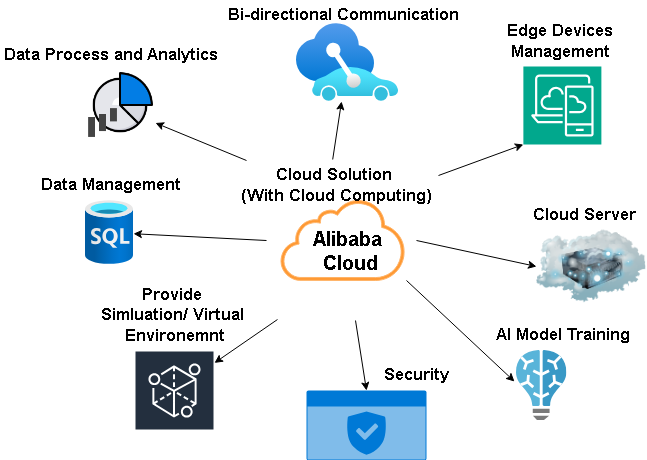 Bi-directional Communication
Data Process and Analytics
Edge Devices
Management
Cloud Solution
(With Cloud Computing)
Data Management
SQL
Alibaba
Cloud
Cloud Server
Provide
Simluation/ Virtual
Environemnt
AI Model Training
Security